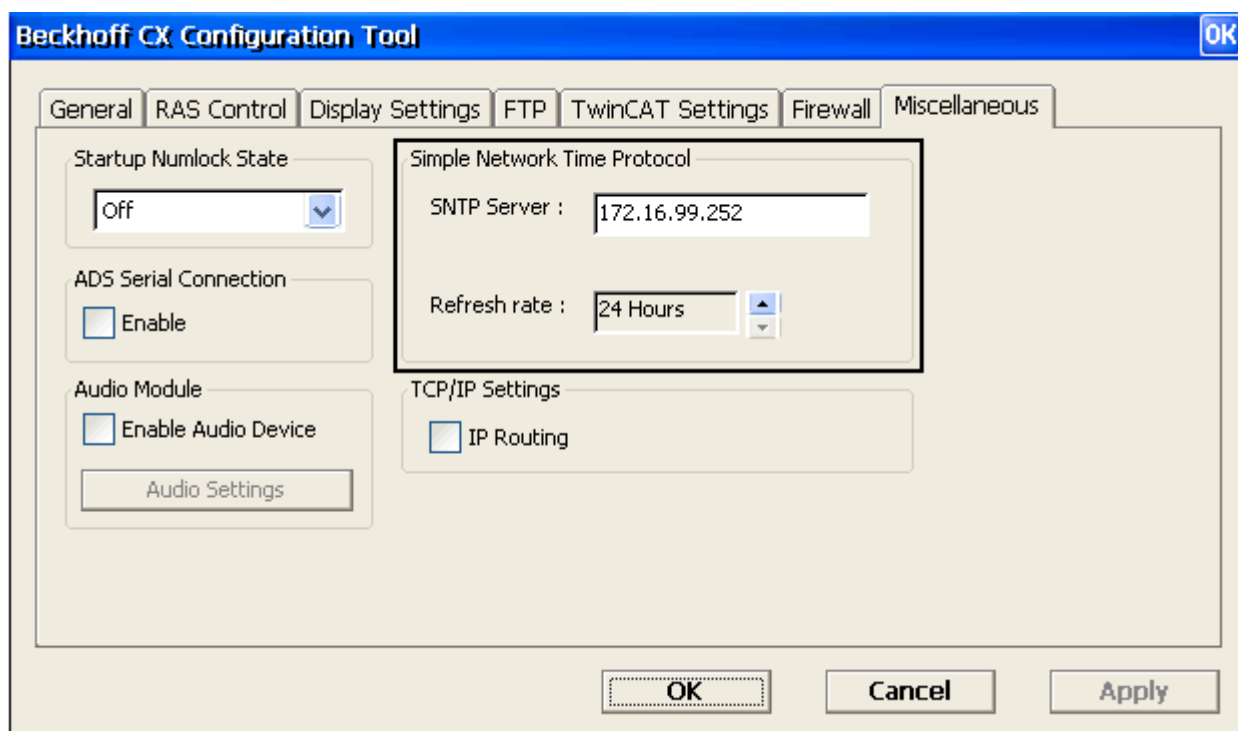 Beckhoff CX Configuration Tool
OK
General
RAS Control
Display Settings
FTP
TwinCAT Settings
Firewall
Miscellaneous
Startup Numlock State
Off
ADS Serial Connection
Enable
Audio Module
Enable Audio Device
Audio Settings
Simple Network Time Protocol
SNTP Server :
172.16.99.252
Refresh rate :
24 Hours
TCP/IP Settings
IP Routing
OK
Cancel
Apply